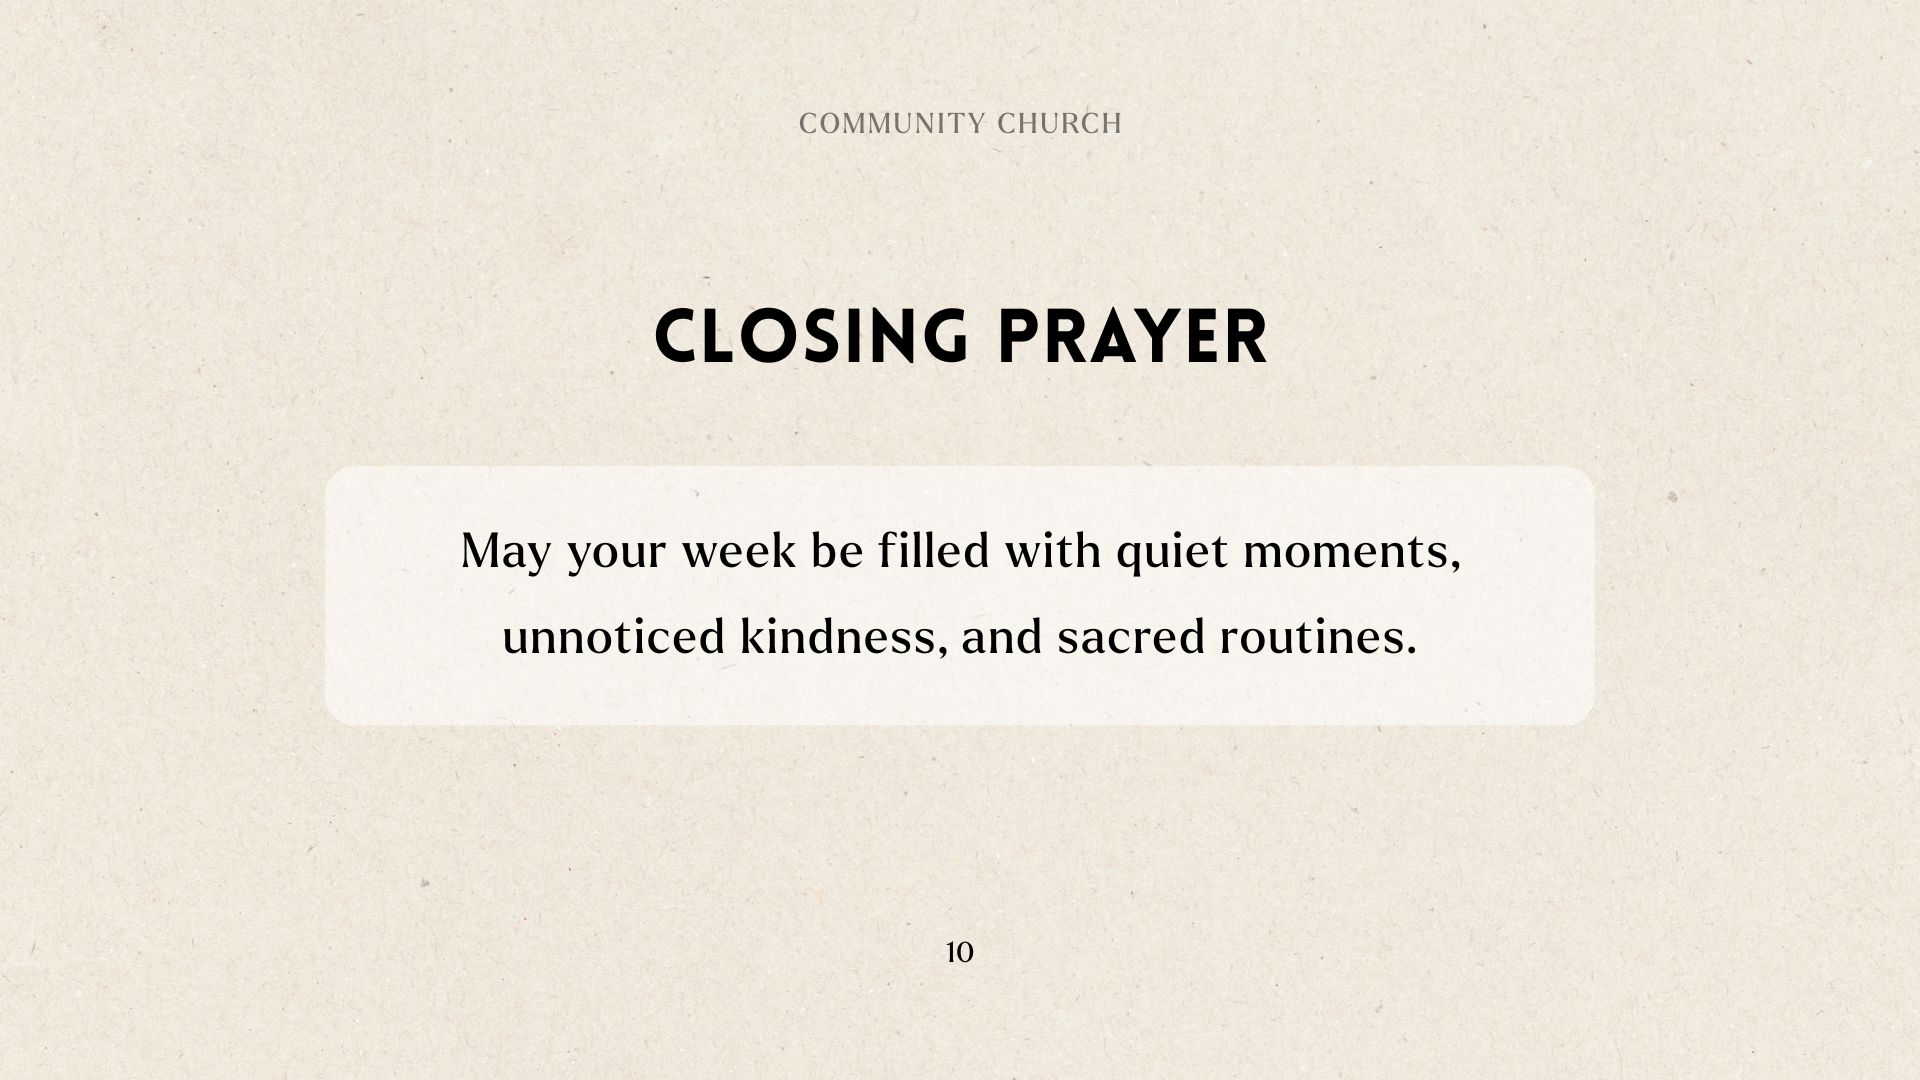 COMMUNITY CHURCH
CLOSING PRAYER
May your week be filled with quiet moments,
unnoticed kindness, and sacred routines.
10